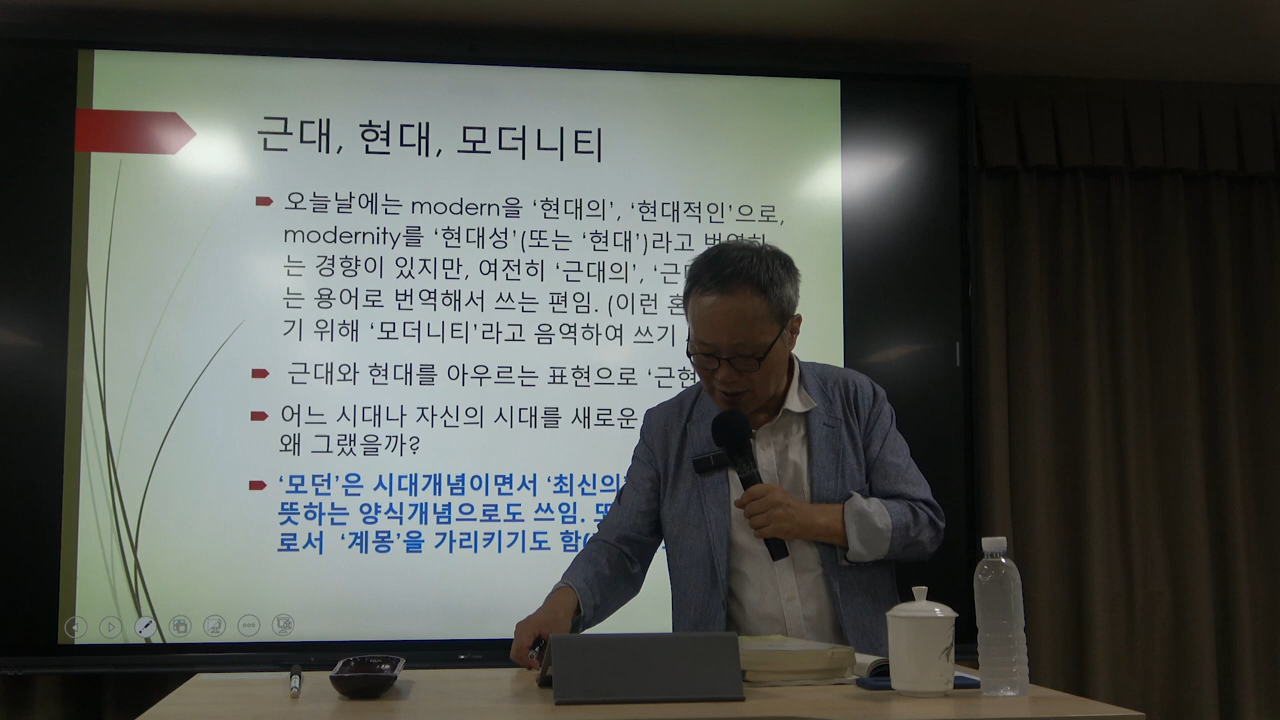 근대, 현대, 모더니티
오늘날에는 modern을 ‘현대의’, ‘현대적인’으로,
modernity를 ‘현대성’(또는 ‘현대’)라고
는 경향이 있지만, 여전히 ‘근대의’,
는 용어로 번역해서 쓰는 편임. (이런
기 위해 ‘모더니티’라고 음역하여 쓰기
근대와 현대를 아우르는 표현으로
어느 시대나 자신의 시대를 새로운
왜 그랬을까?
‘모던’은 시대개념이면서 ‘최신의
뜻하는 양식개념으로도 쓰임.
로서 ‘계몽’을 가리키기도 함